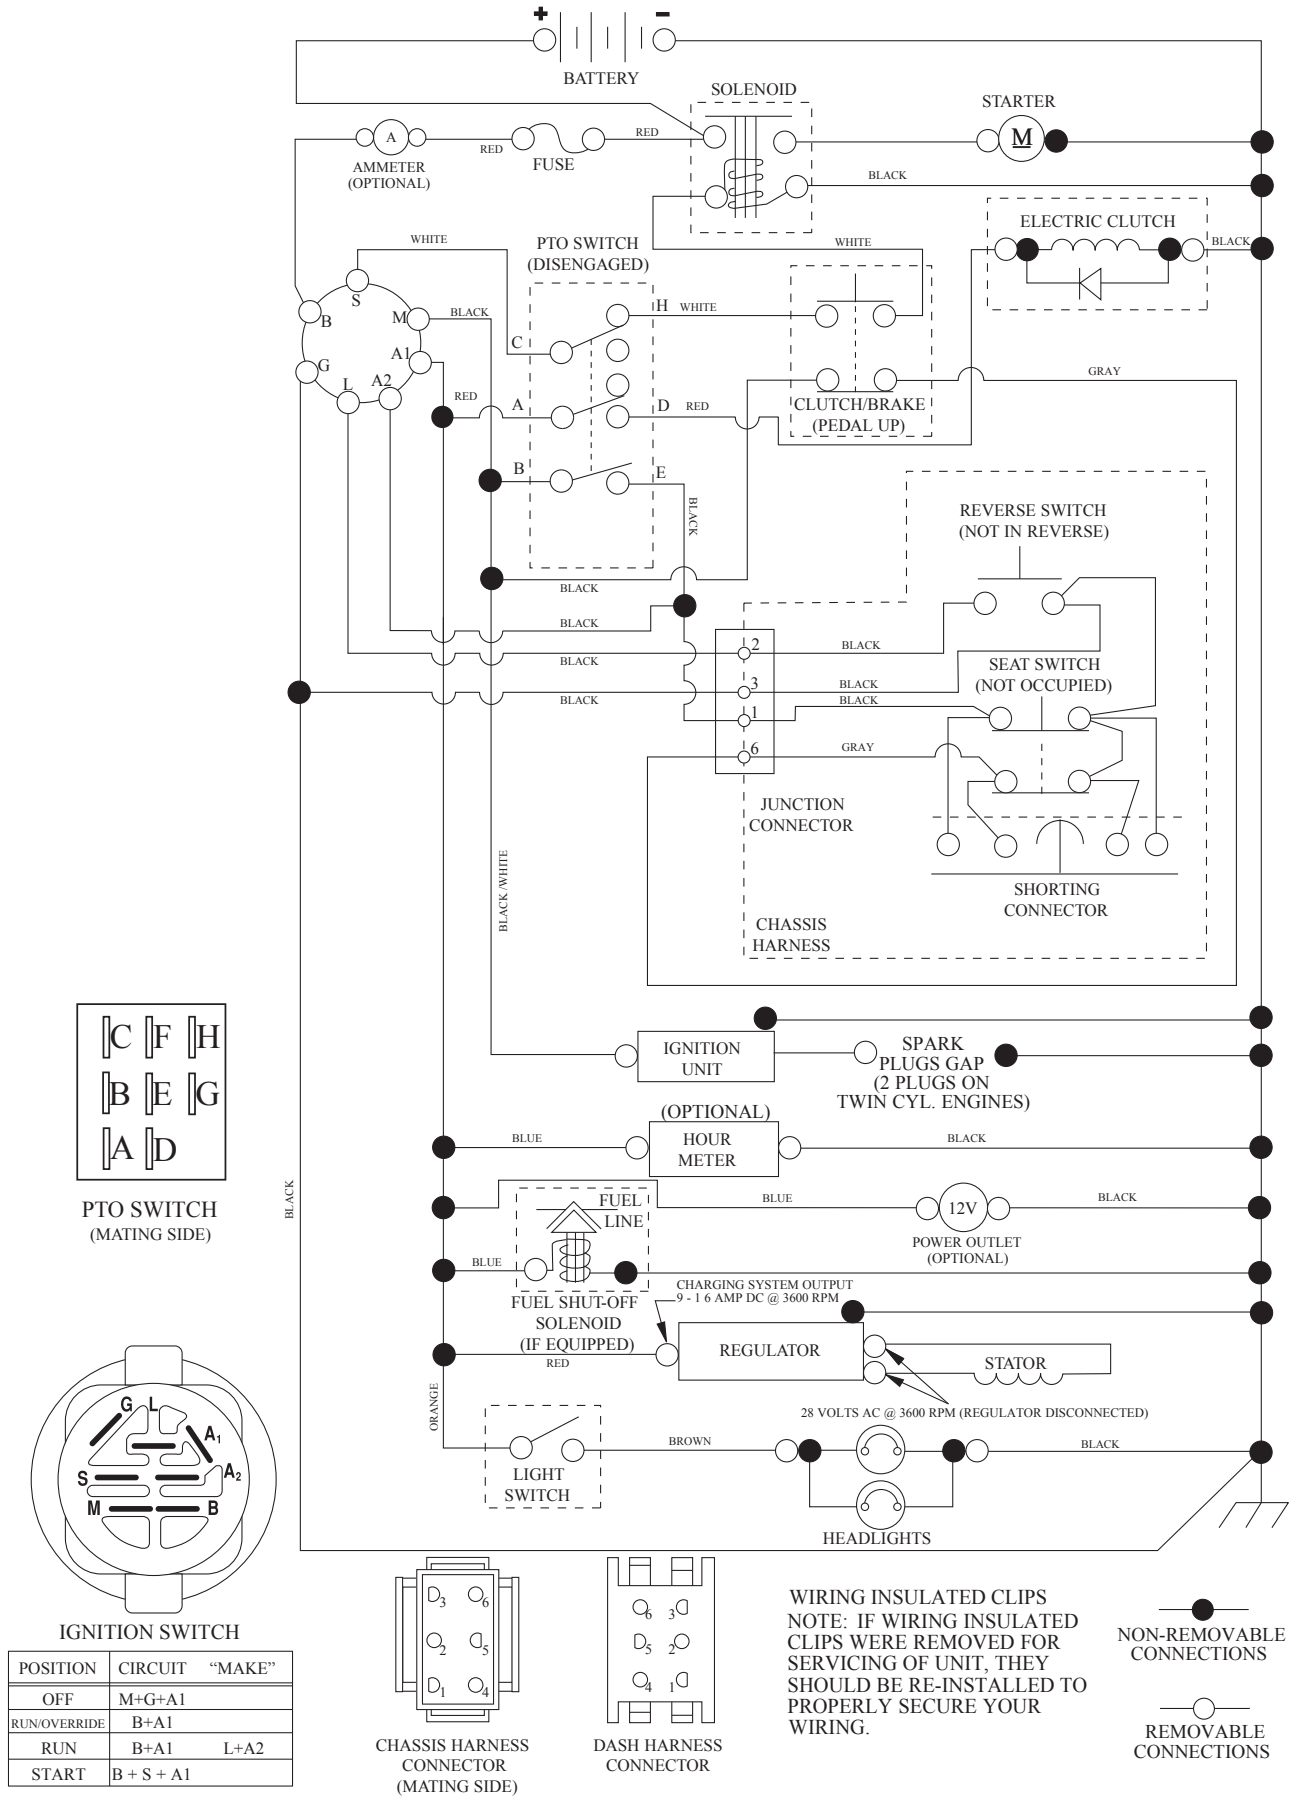 + −
BATTERY
SOLENOID
STARTER
M
A
AMMETER
(OPTIONAL)
RED
FUSE
RED
BLACK
ELECTRIC CLUTCH
BLACK
WHITE
PTO SWITCH
(DISENGAGED)
WHITE
S
B
M
BLACK
H
WHITE
C
A1
G
A2
L
RED
A
D
RED
CLUTCH/BRAKE
(PEDAL UP)
GRAY
B
E
BLACK
REVERSE SWITCH
(NOT IN REVERSE)
BLACK
BLACK
BLACK
2
BLACK
SEAT SWITCH
(NOT OCCUPIED)
BLACK
3
BLACK
BLACK
1
6
GRAY
JUNCTION
CONNECTOR
BLACK /WHITE
SHORTING
CONNECTOR
CHASSIS
HARNESS
IGNITION
UNIT
SPARK
PLUGS GAP
(2 PLUGS ON
TWIN CYL. ENGINES)
(OPTIONAL)
HOUR
METER
BLUE
BLACK
C F H
B E G
A D
PTO SWITCH
(MATING SIDE)
BLACK
FUEL
LINE
BLUE
12V
BLACK
POWER OUTLET
(OPTIONAL)
BLUE
CHARGING SYSTEM OUTPUT
9 - 1 6 AMP DC @ 3600 RPM
FUEL SHUT-OFF
SOLENOID
(IF EQUIPPED)
RED
REGULATOR
STATOR
28 VOLTS AC @ 3600 RPM (REGULATOR DISCONNECTED)
ORANGE
BROWN
BLACK
LIGHT
SWITCH
HEADLIGHTS
G L
A1
S
A2
M B
IGNITION SWITCH
POSITION CIRCUIT “MAKE”
OFF M+G+A1
RUN/OVERRIDE B+A1
RUN B+A1 L+A2
START B + S + A1
3 6
2 5
1 4
CHASSIS HARNESS
CONNECTOR
(MATING SIDE)
6 3
5 2
4 1
DASH HARNESS
CONNECTOR
WIRING INSULATED CLIPS
NOTE: IF WIRING INSULATED
CLIPS WERE REMOVED FOR
SERVICING OF UNIT, THEY
SHOULD BE RE-INSTALLED TO
PROPERLY SECURE YOUR
WIRING.
NON-REMOVABLE
CONNECTIONS
REMOVABLE
CONNECTIONS